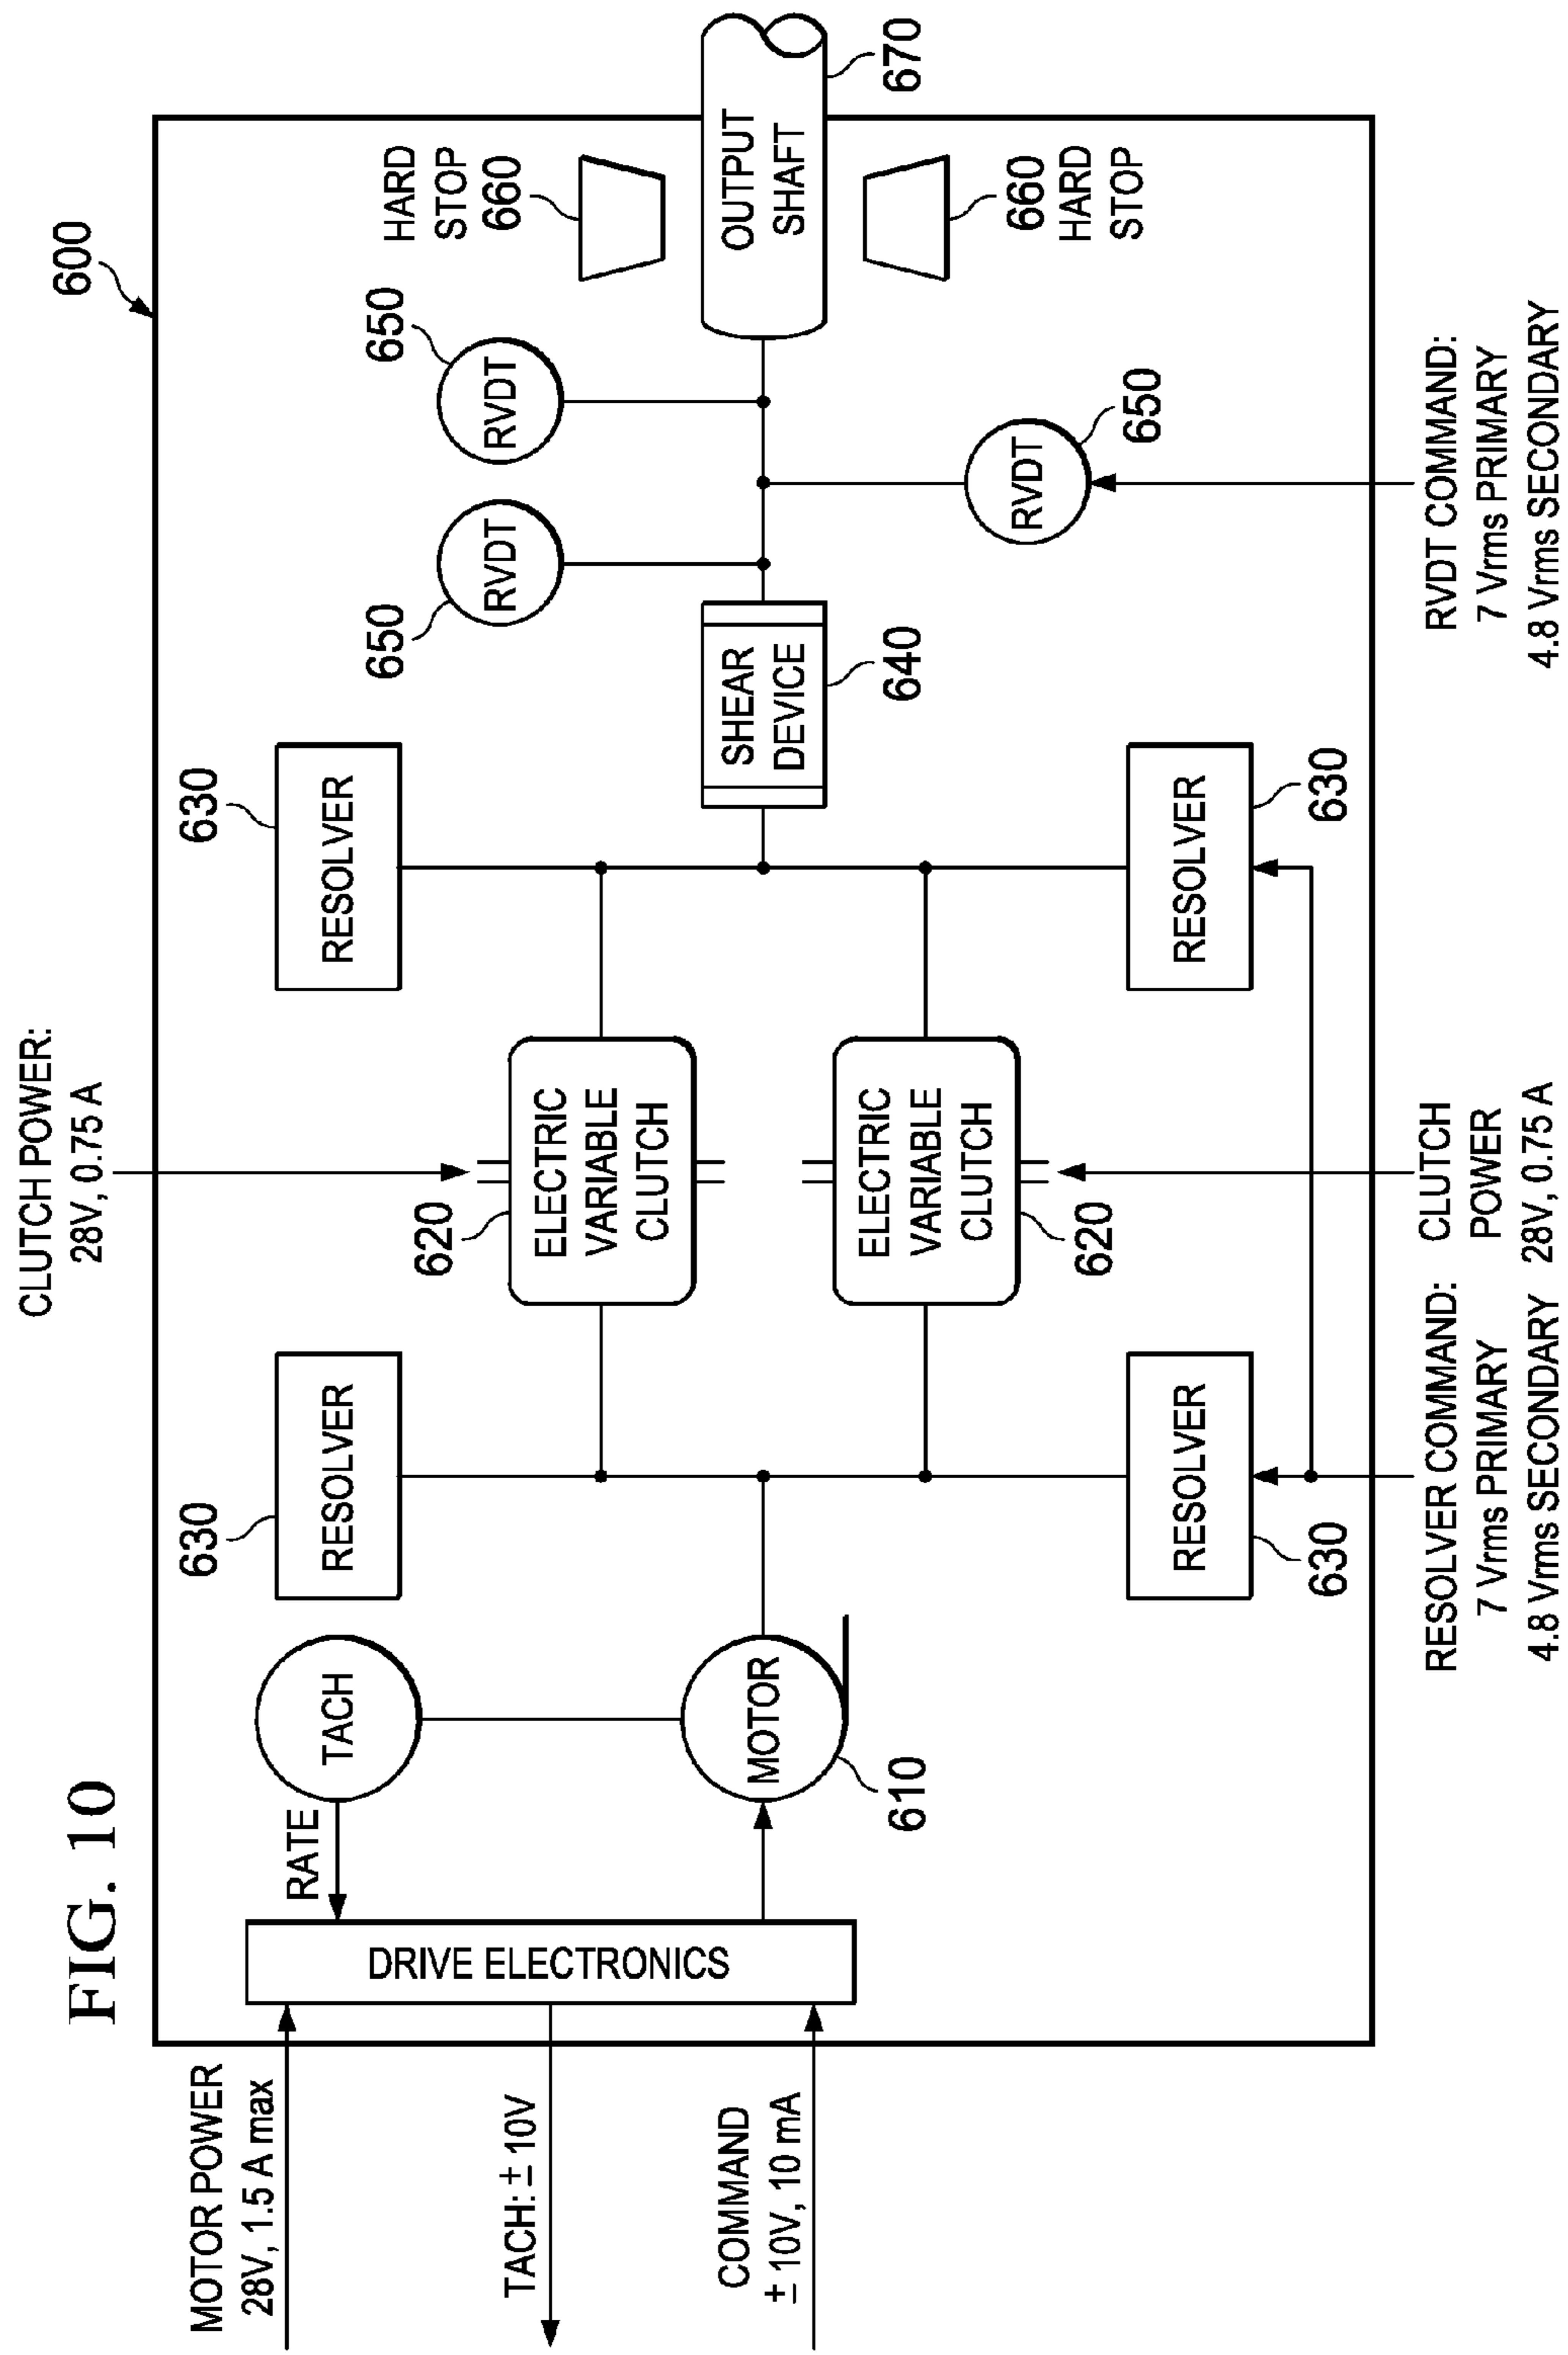 FIG. 10
600
MOTOR POWER
28V, 1.5 A max
TACH: ± 10V
COMMAND
± 10V, 10 mA
DRIVE ELECTRONICS
RATE
TACH
MOTOR
610
RESOLVER
630
RESOLVER
630
CLUTCH POWER:
28V, 0.75 A
ELECTRIC
VARIABLE
CLUTCH
620
ELECTRIC
VARIABLE
CLUTCH
620
RESOLVER
630
RESOLVER
630
SHEAR
DEVICE
640
RVDT
650
RVDT
650
RVDT
650
HARD
STOP
660
OUTPUT
SHAFT
670
660
HARD
STOP
RESOLVER COMMAND:
7 Vrms PRIMARY
4.8 Vrms SECONDARY
CLUTCH
POWER
28V, 0.75 A
RVDT COMMAND:
7 Vrms PRIMARY
4.8 Vrms SECONDARY